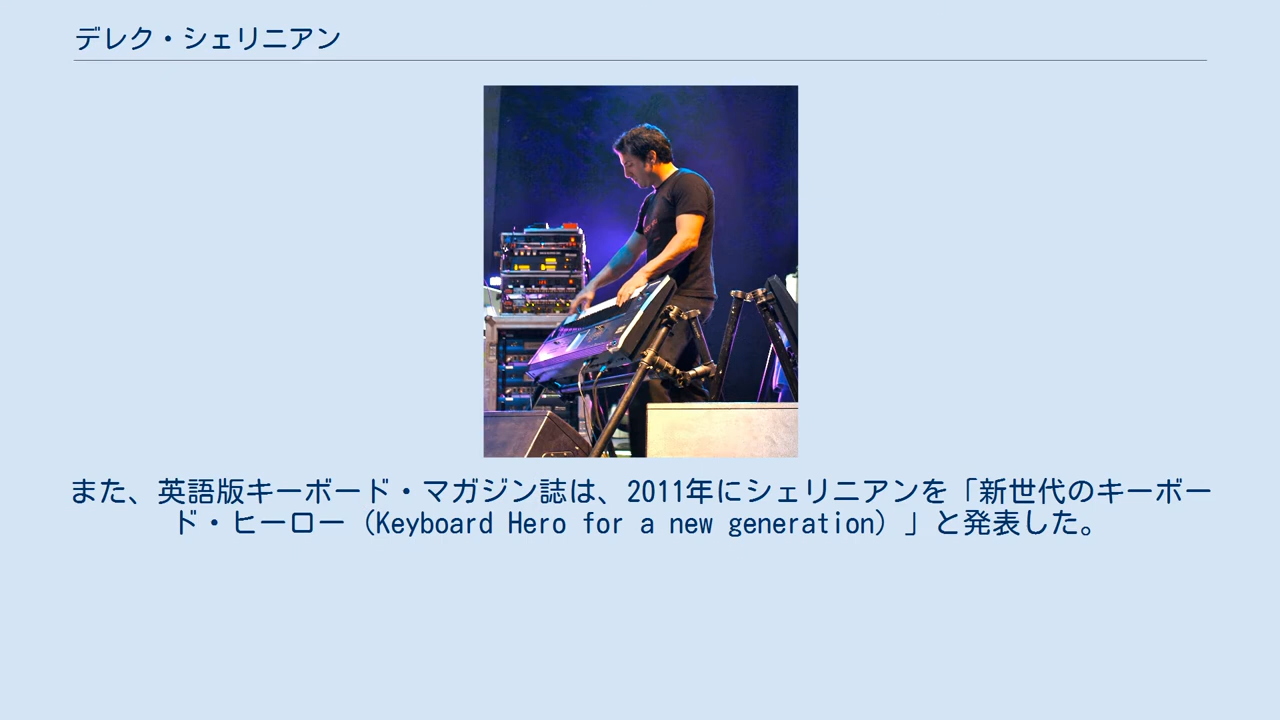 デレク・シェリニアン
また、英語版キーボード・マガジン誌は、2011年にシェリニアンを「新世代のキーボー
ド・ヒーロー（Keyboard Hero for a new generation）」と発表した。